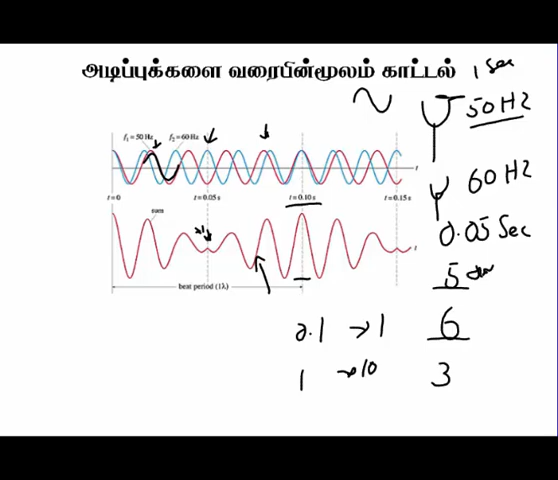 அடிப்புக்களை வரைபின்மூலம் காட்டல்
1 Sec
50 HZ
f₁ = 50 Hz
f₂ = 60 Hz
60 HZ
t
t = 0
t = 0.05 s
t = 0.10 s
t = 0.15 s
0.05 Sec
sum
t
5
beat period (1λ)
0.1 → 1
6
1 → 10
3